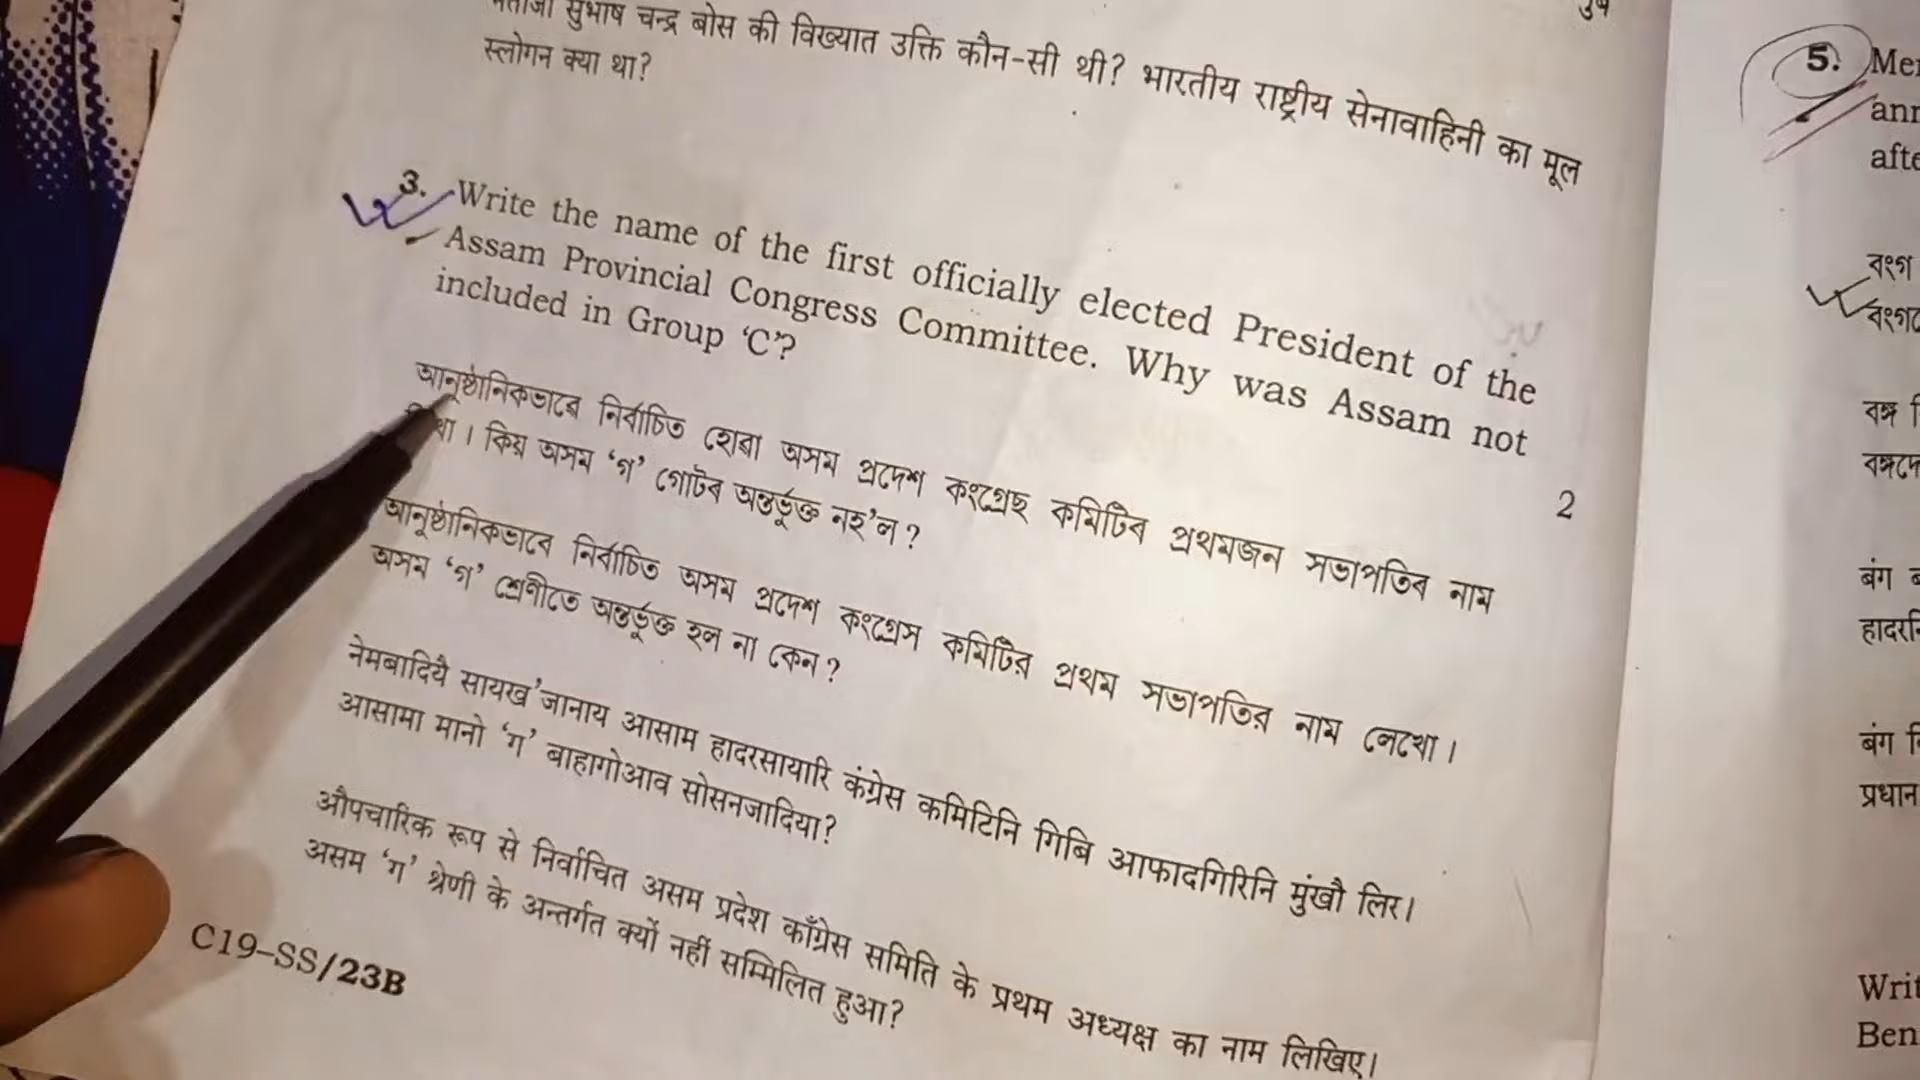 सुभाष चन्द्र बोस की विख्यात उक्ति कौन-सी थी? भारतीय राष्ट्रीय सेनावाहिनी का मूल
स्लोगन क्या था?
3. Write the name of the first officially elected President of the
Assam Provincial Congress Committee. Why was Assam not
included in Group ‘C’?
2
আনুষ্ঠানিকভাৱে নিৰ্বাচিত হোৱা অসম প্ৰদেশ কংগ্ৰেছ কমিটিৰ প্ৰথমজন সভাপতিৰ নাম
। কিয় অসম ‘গ’ গোটৰ অন্তৰ্ভুক্ত নহ’ল?
আনুষ্ঠানিকভাবে নির্বাচিত অসম প্রদেশ কংগ্রেস কমিটির প্রথম সভাপতির নাম লেখো।
অসম ‘গ’ শ্রেণীতে অন্তর্ভুক্ত হল না কেন?
नेमबादियै सायख’जानाय आसाम हादरसायारि कंग्रेस कमिटिनि गिबि आफादगिरिनि मुंखौ लिर।
आसामा मानो ‘ग’ बाहागोआव सोसनजादिया?
औपचारिक रूप से निर्वाचित असम प्रदेश काँग्रेस समिति के प्रथम अध्यक्ष का नाम लिखिए।
असम ‘ग’ श्रेणी के अन्तर्गत क्यों नहीं सम्मिलित हुआ?
C19–SS/23B
5.
বংগ
বঙ্গ
बंग
बंग
प्रधान